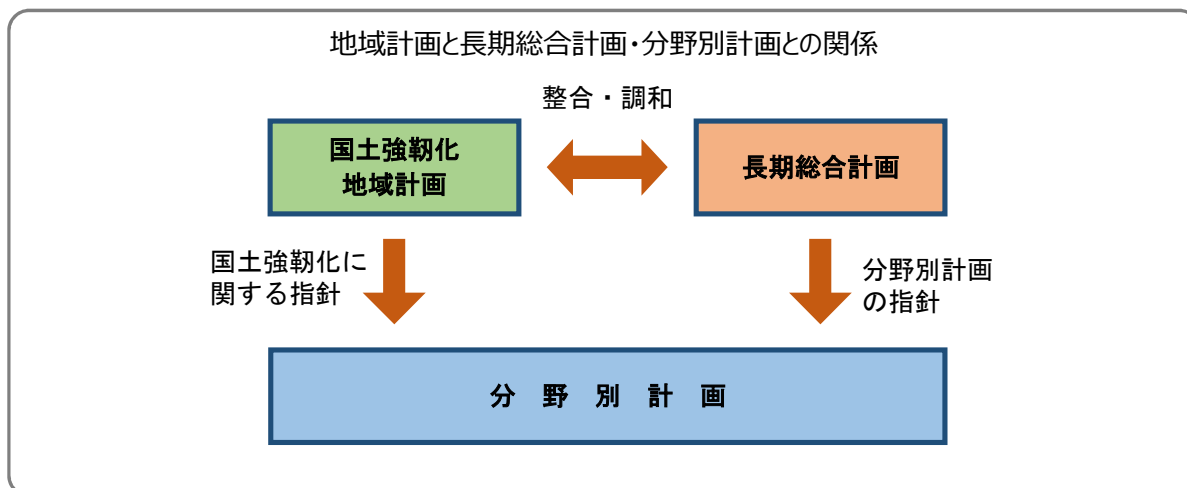 地域計画と長期総合計画・分野別計画との関係
整合・調和
国土強靭化
地域計画
長期総合計画
国土強靭化に
関する指針
分野別計画
の指針
分 野 別 計 画